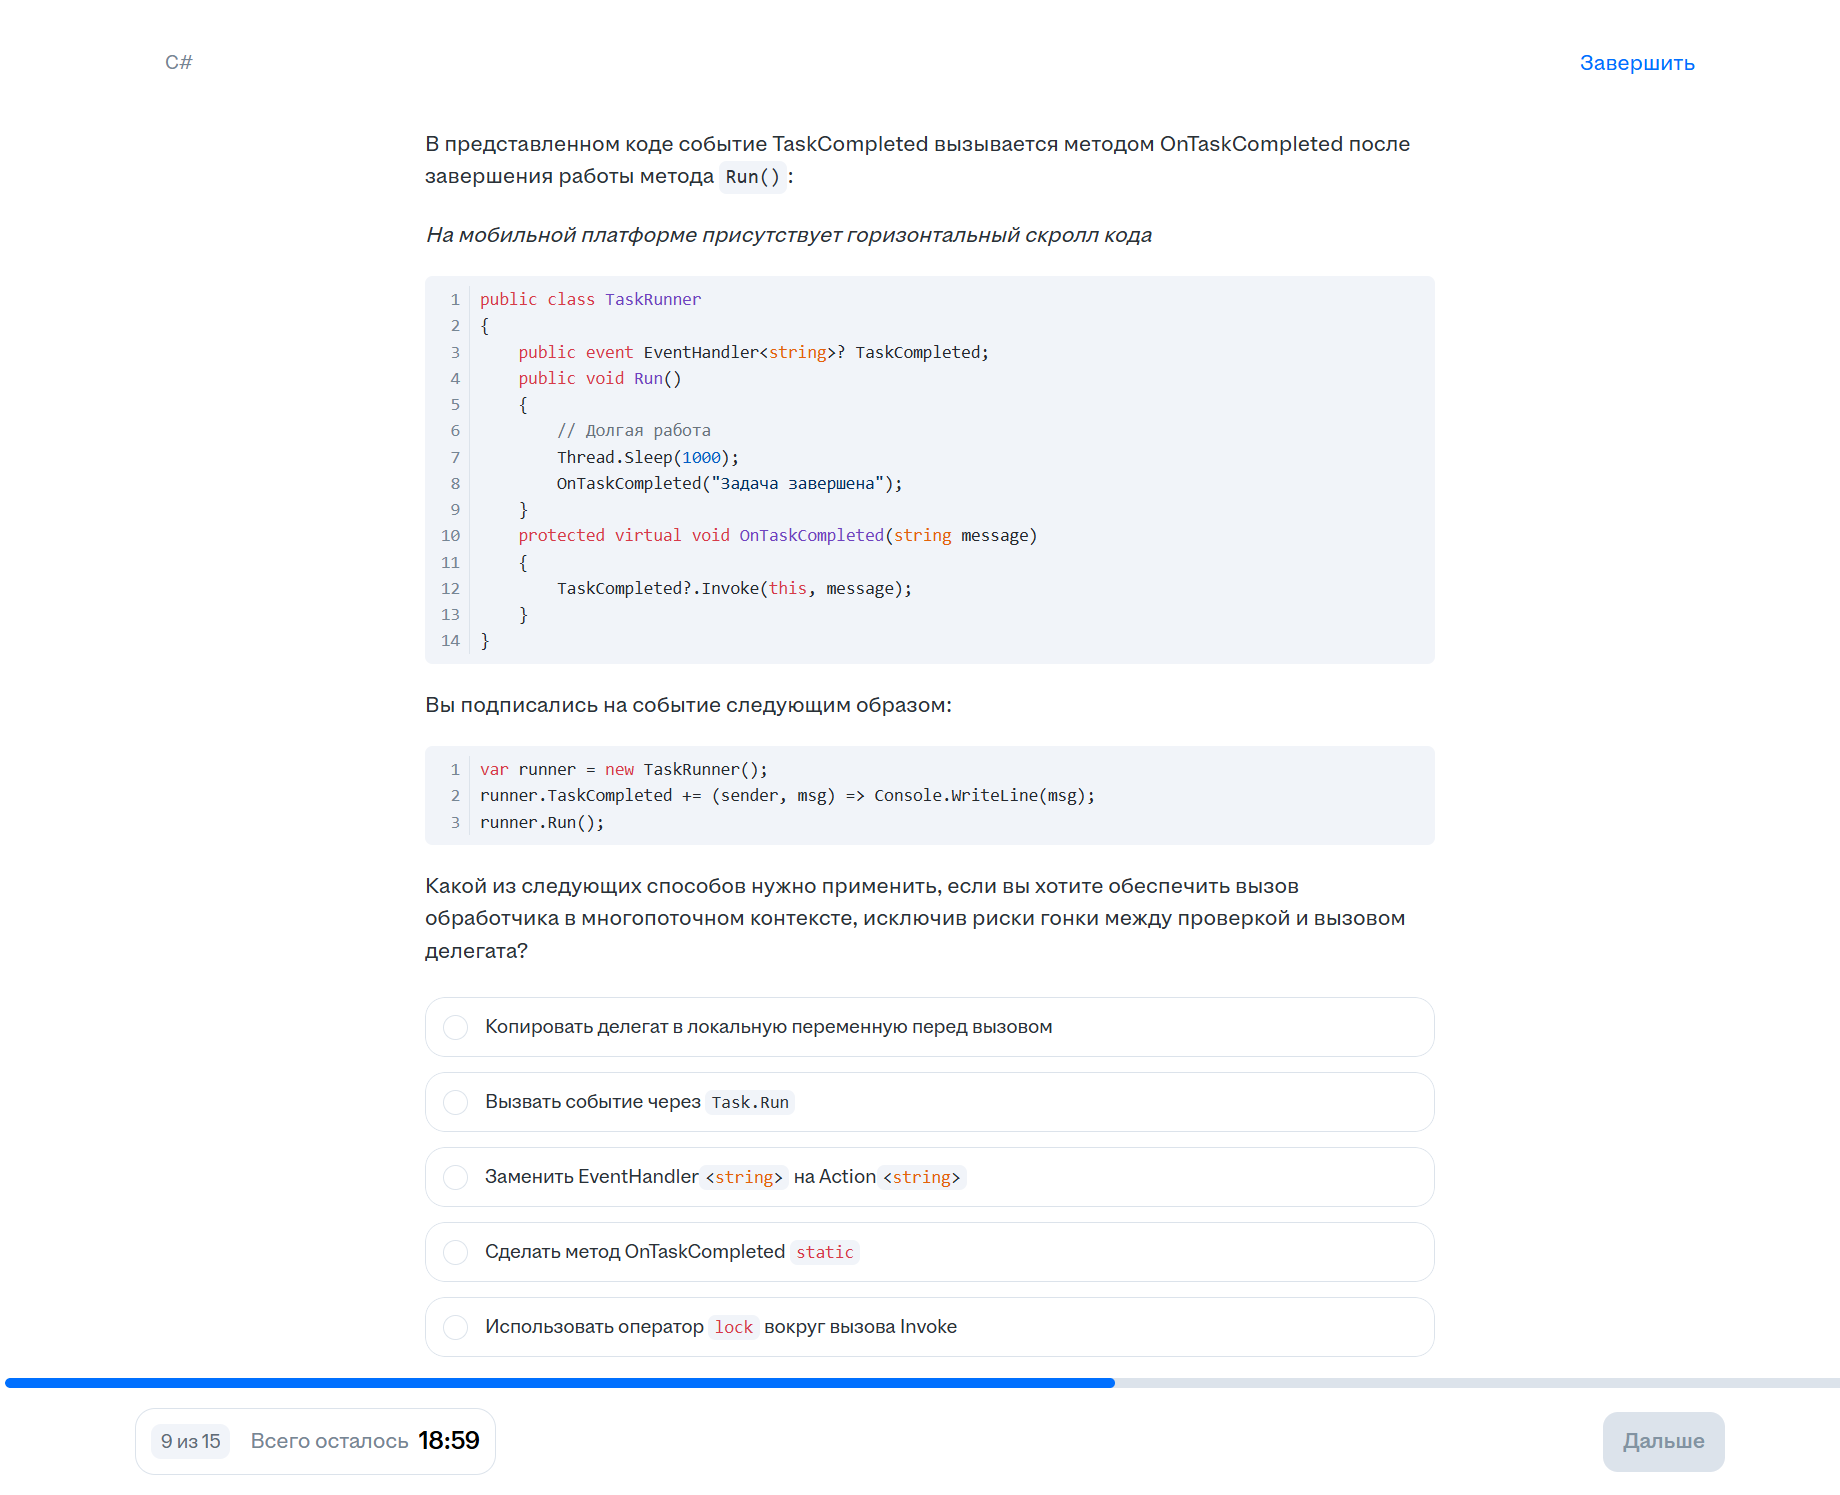 C#
Завершить
В представленном коде событие TaskCompleted вызывается методом OnTaskCompleted после
завершения работы метода Run():
На мобильной платформе присутствует горизонтальный скролл кода
1 public class TaskRunner
2 {
3     public event EventHandler<string>? TaskCompleted;
4     public void Run()
5     {
6         // Долгая работа
7         Thread.Sleep(1000);
8         OnTaskCompleted("Задача завершена");
9     }
10     protected virtual void OnTaskCompleted(string message)
11     {
12         TaskCompleted?.Invoke(this, message);
13     }
14 }
Вы подписались на событие следующим образом:
1 var runner = new TaskRunner();
2 runner.TaskCompleted += (sender, msg) => Console.WriteLine(msg);
3 runner.Run();
Какой из следующих способов нужно применить, если вы хотите обеспечить вызов
обработчика в многопоточном контексте, исключив риски гонки между проверкой и вызовом
делегата?
Копировать делегат в локальную переменную перед вызовом
Вызвать событие через Task.Run
Заменить EventHandler<string> на Action<string>
Сделать метод OnTaskCompleted static
Использовать оператор lock вокруг вызова Invoke
9 из 15 Всего осталось 18:59
Дальше